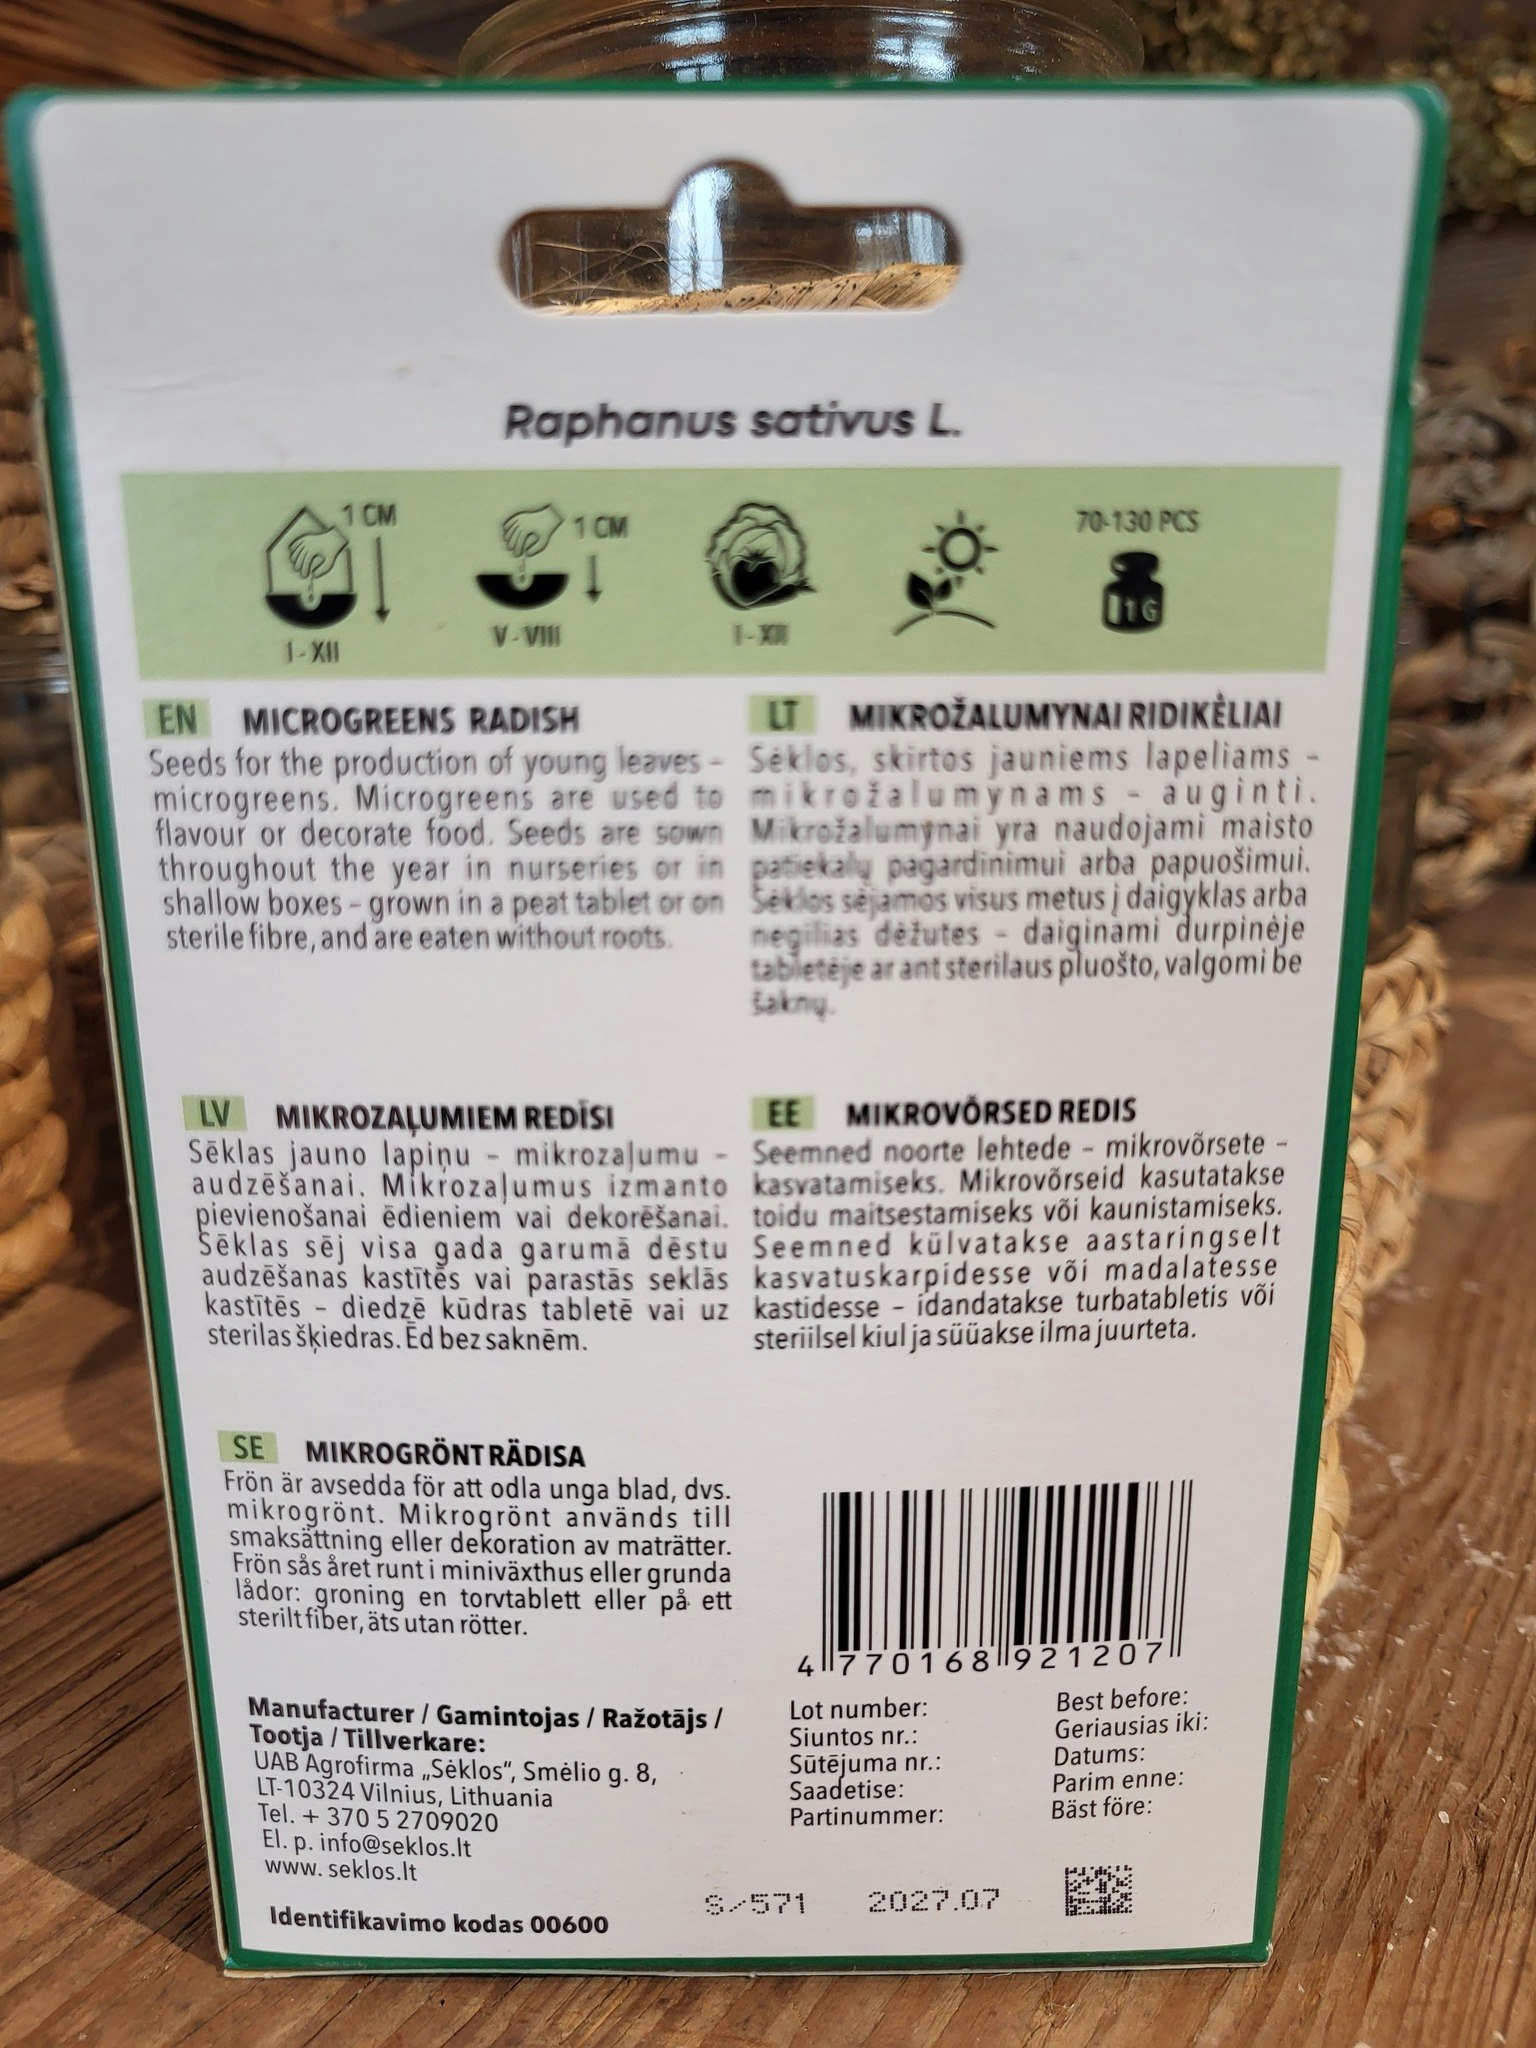 Raphanus sativus L.
1 CM
I - XII
1 CM
V - VIII
I - XII
70-130 PCS
1 G
EN MICROGREENS RADISH
Seeds for the production of young leaves –
microgreens. Microgreens are used to
flavour or decorate food. Seeds are sown
throughout the year in nurseries or in
shallow boxes – grown in a peat tablet or on
sterile fibre, and are eaten without roots.
LT MIKROŽALUMYNAI RIDIKĖLIAI
Sėklos, skirtos jauniems lapeliams –
mikrožalumynams – auginti.
Mikrožalumynai yra naudojami maisto
patiekalų pagardinimui arba papuošimui.
Sėklos sėjamos visus metus į daigyklas arba
negilias dėžutes – daiginami durpinėje
tabletėje ar ant sterilaus pluošto, valgomi be
šaknų.
LV MIKROZAĻUMIEM REDĪSI
Sēklas jauno lapiņu – mikrozaļumu –
audzēšanai. Mikrozaļumus izmanto
pievienošanai ēdieniem vai dekorēšanai.
Sēklas sēj visa gada garumā dēstu
audzēšanas kastītēs vai parastās seklās
kastītēs – diedzē kūdras tabletē vai uz
sterilas šķiedras. Ēd bez saknēm.
EE MIKROVÕRSED REDIS
Seemned noorte lehtede – mikrovõrsete –
kasvatamiseks. Mikrovõrseid kasutatakse
toidu maitsestamiseks või kaunistamiseks.
Seemned külvatakse aastaringselt
kasvatuskarpidesse või madalatesse
kastidesse – idandatakse turbatabletis või
steriilsel kiul ja süüakse ilma juurteta.
SE MIKROGRÖNT RÄDISA
Frön är avsedda för att odla unga blad, dvs.
mikrogrönt. Mikrogrönt används till
smaksättning eller dekoration av maträtter.
Frön sås året runt i miniväxthus eller grunda
lådor: groning en torvtablett eller på ett
sterilt fiber, äts utan rötter.
4 770168 921207
Manufacturer / Gamintojas / Ražotājs /
Tootja / Tillverkare:
UAB Agrofirma „Sėklos“, Smėlio g. 8,
LT-10324 Vilnius, Lithuania
Tel. + 370 5 2709020
El. p. info@seklos.lt
www. seklos.lt
Identifikavimo kodas 00600
Lot number:
Siuntos nr.:
Sūtējuma nr.:
Saadetise:
Partinummer:
Best before:
Geriausias iki:
Datums:
Parim enne:
Bäst före:
S/571 2027.07